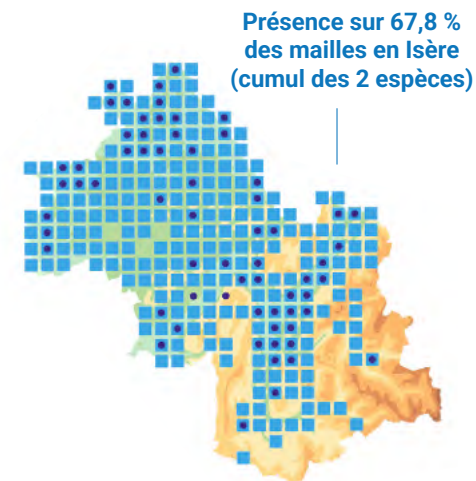 Présence sur 67,8 %
des mailles en Isère
(cumul des 2 espèces)